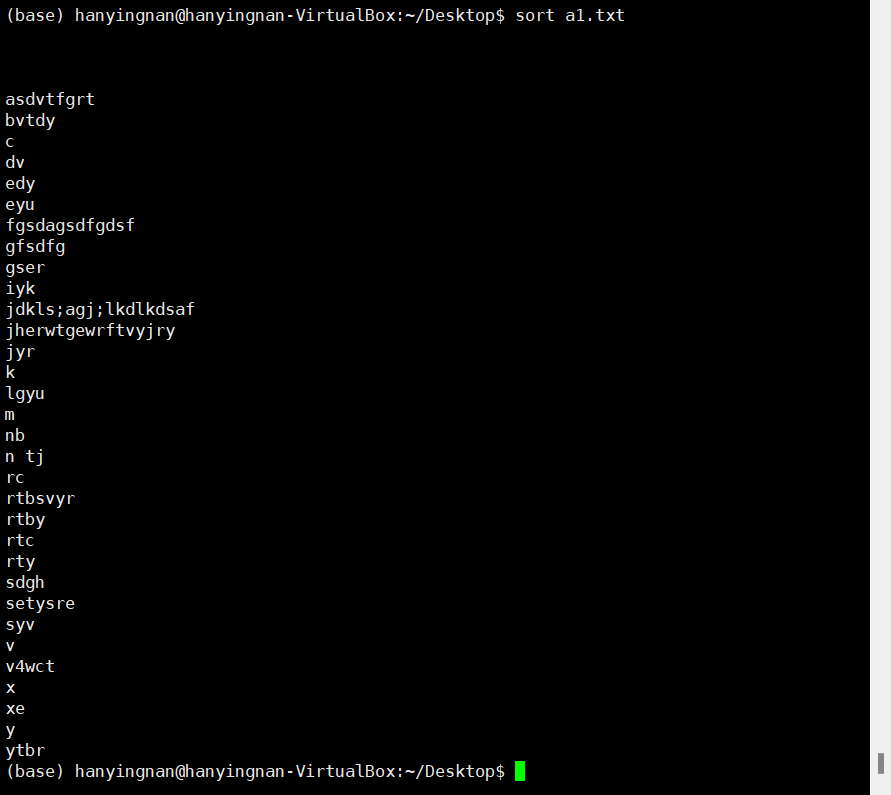 (base) hanyingnan@hanyingnan-VirtualBox:~/Desktop$ sort a1.txt
asdvtfgrt
bvtdy
c
dv
edy
eyu
fgsdagsdfgdsf
gfsdfg
gser
iyk
jdkls;agj;lkdlkdsaf
jherwtgewrftvyjry
jyr
k
lgyu
m
nb
n tj
rc
rtbsvyr
rtby
rtc
rty
sdgh
setysre
syv
v
v4wct
x
xe
y
ytbr
(base) hanyingnan@hanyingnan-VirtualBox:~/Desktop$